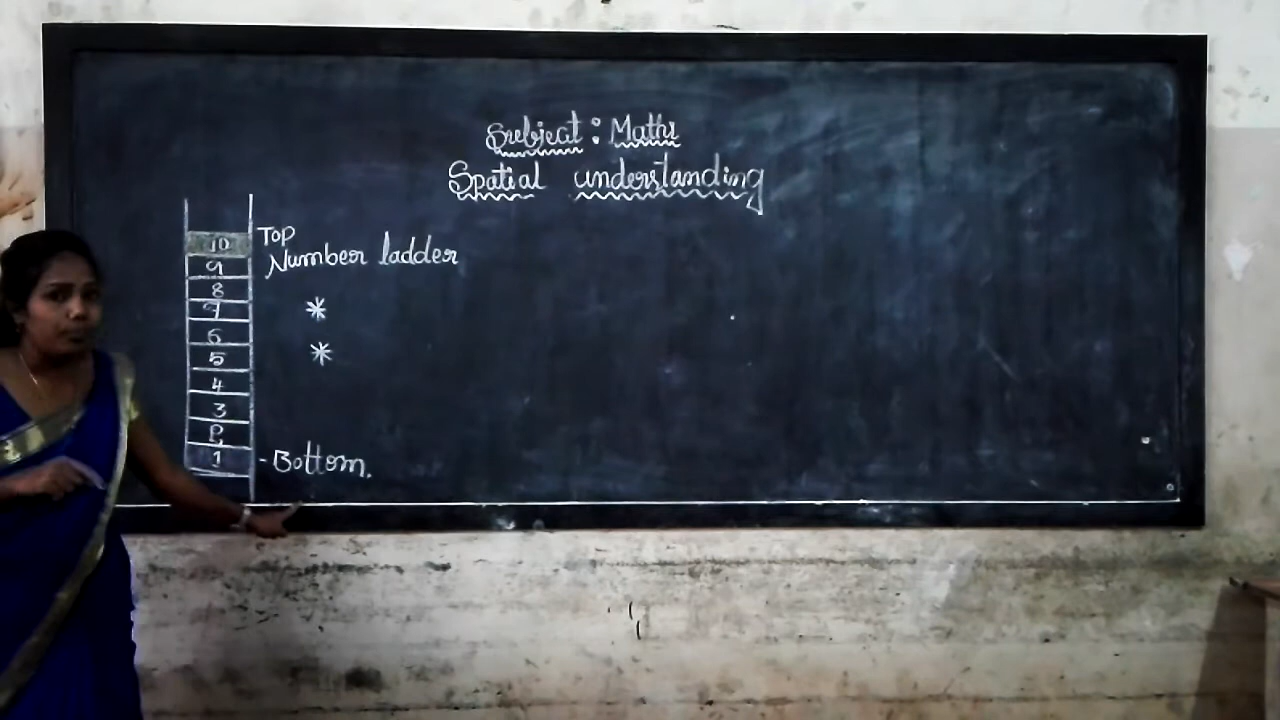 Subject : Maths
Spatial understanding
Top
Number ladder
10
9
8
7
*
6
5
*
4
3
2
1 - Bottom.